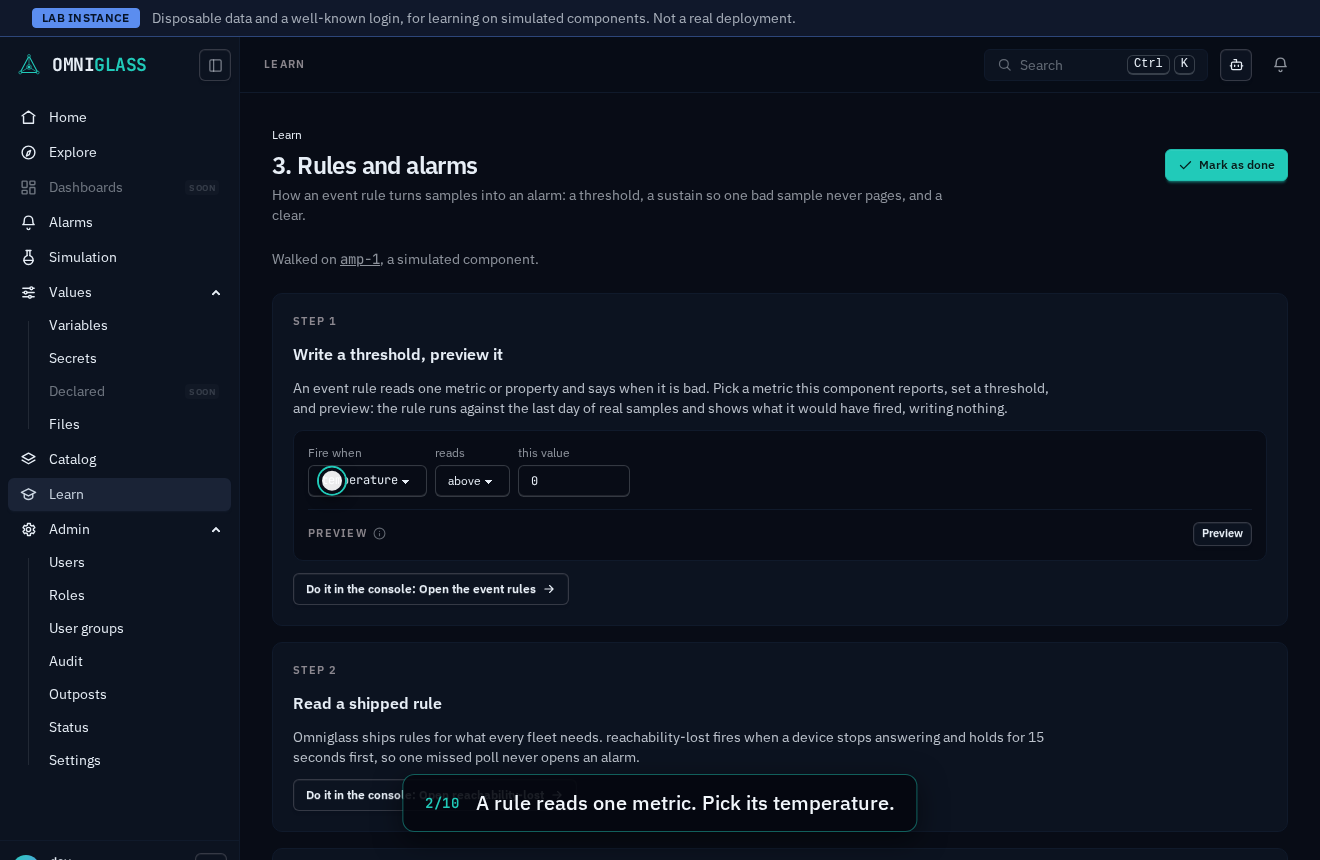 LAB INSTANCE Disposable data and a well-known login, for learning on simulated components. Not a real deployment.
OMNIGLASS
LEARN
Search Ctrl K
Home
Explore
Dashboards SOON
Alarms
Simulation
Values
Variables
Secrets
Declared SOON
Files
Catalog
Learn
Admin
Users
Roles
User groups
Audit
Outposts
Status
Settings
Learn
3. Rules and alarms
Mark as done
How an event rule turns samples into an alarm: a threshold, a sustain so one bad sample never pages, and a
clear.
Walked on amp-1, a simulated component.
STEP 1
Write a threshold, preview it
An event rule reads one metric or property and says when it is bad. Pick a metric this component reports, set a threshold,
and preview: the rule runs against the last day of real samples and shows what it would have fired, writing nothing.
Fire when reads this value
temperature above 0
PREVIEW Preview
Do it in the console: Open the event rules
STEP 2
Read a shipped rule
Omniglass ships rules for what every fleet needs. reachability-lost fires when a device stops answering and holds for 15
seconds first, so one missed poll never opens an alarm.
Do it in the console: Open reachability-lost
2/10 A rule reads one metric. Pick its temperature.